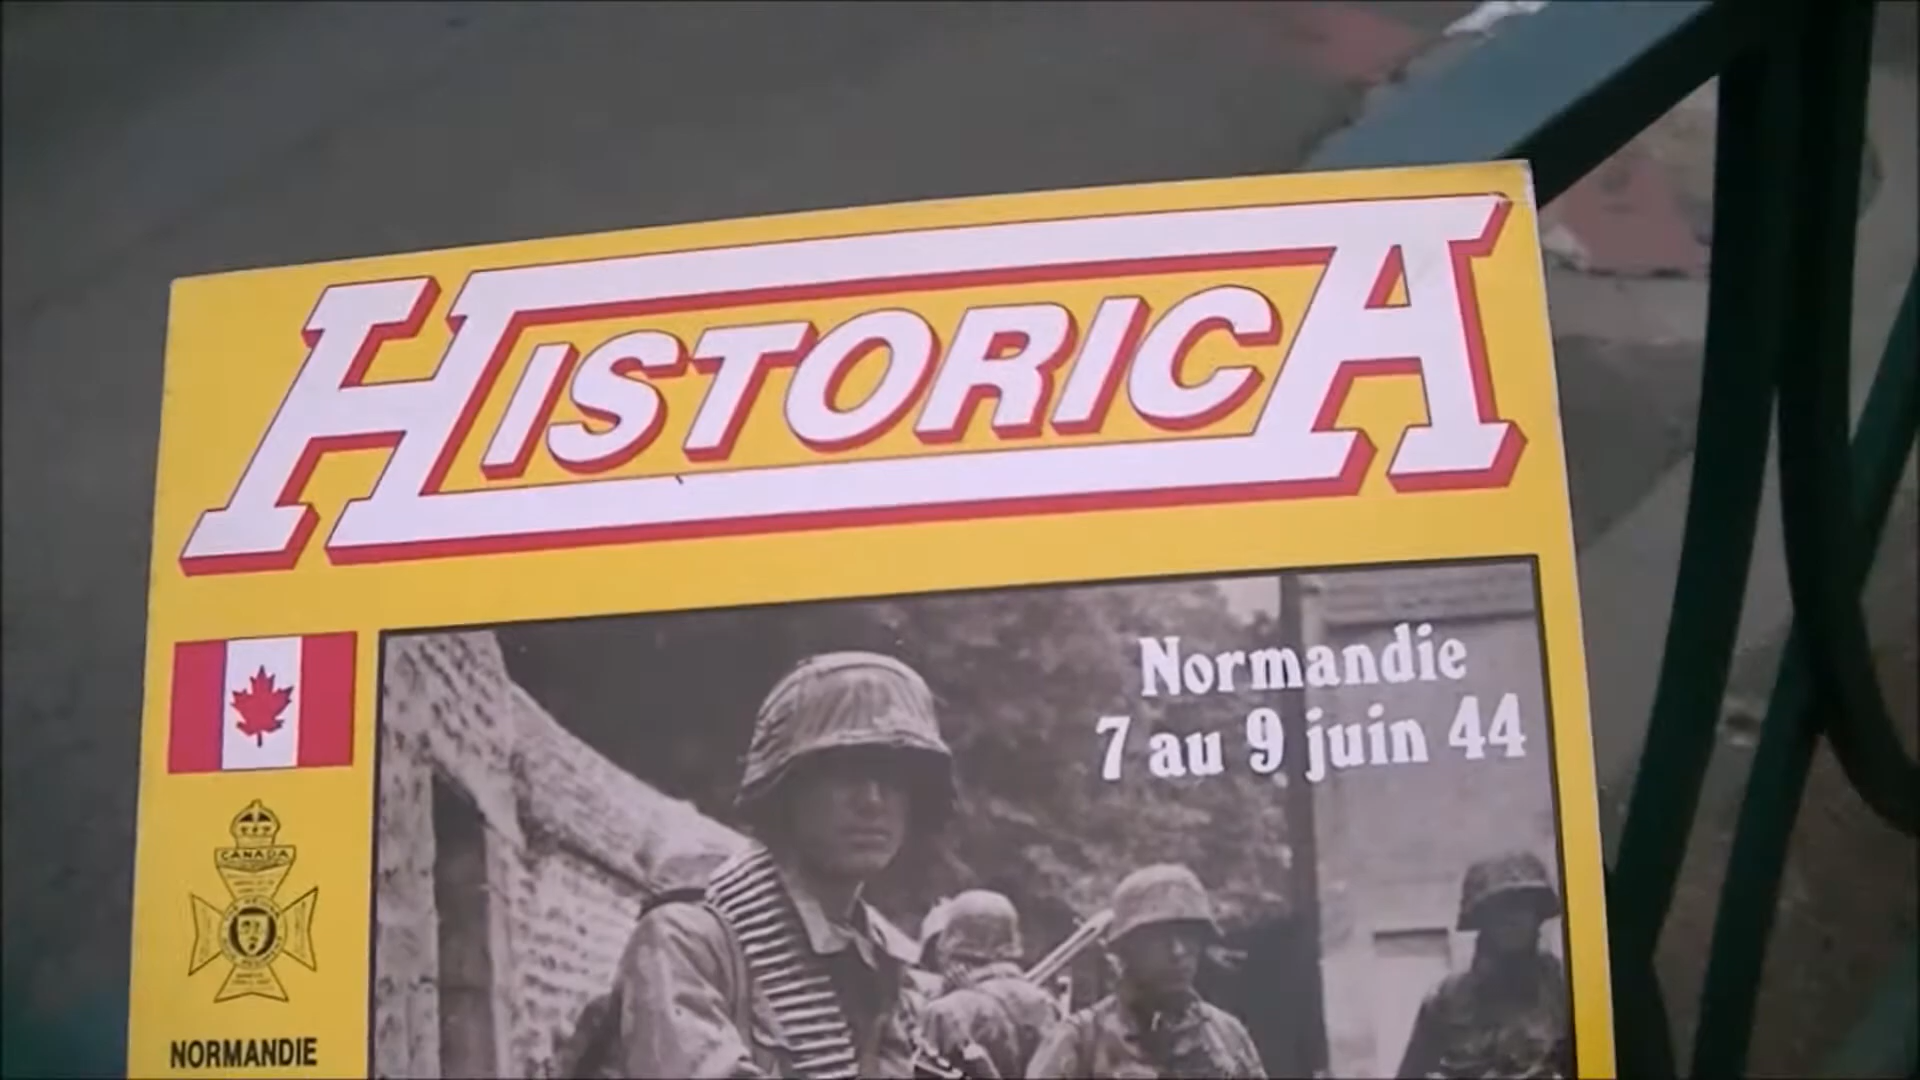 HISTORICA
Normandie
7 au 9 juin 44
CANADA
NORMANDIE